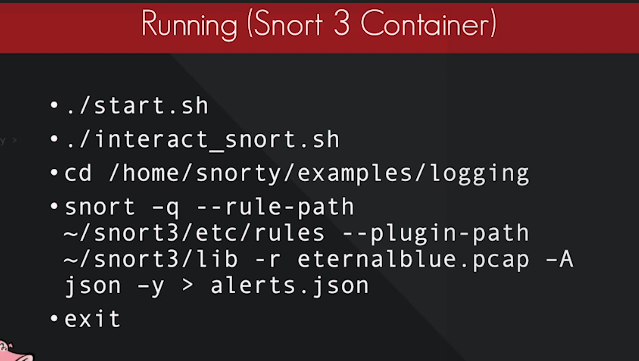 Running (Snort 3 Container)
•./start.sh
•./interact_snort.sh
•cd /home/snorty/examples/logging
•snort –q --rule-path
~/snort3/etc/rules --plugin-path
~/snort3/lib -r eternalblue.pcap –A
json –y > alerts.json
•exit